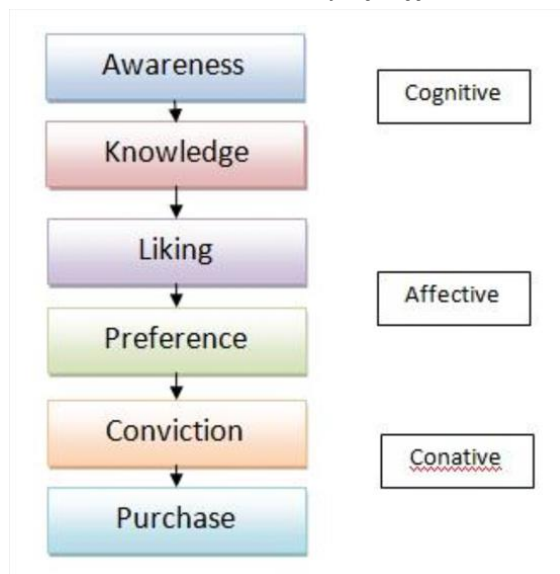 Awareness
Cognitive
Knowledge
Liking
Affective
Preference
Conviction
Conative
Purchase